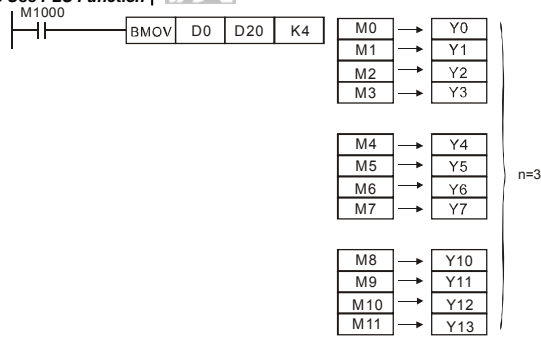 PLC Function |
M1000
BMOV D0 D20 K4
M0 Y0
M1 Y1
M2 Y2
M3 Y3
M4 Y4
M5 Y5
M6 Y6
M7 Y7
n=3
M8 Y10
M9 Y11
M10 Y12
M11 Y13